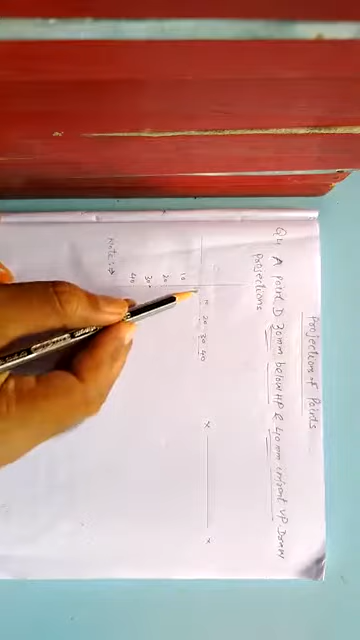 Projections of Points
Q4 A point D 30mm below HP & 40mm infront VP Draw
Projections
10 20 30 40
x x
10
20
30
40
Note:→